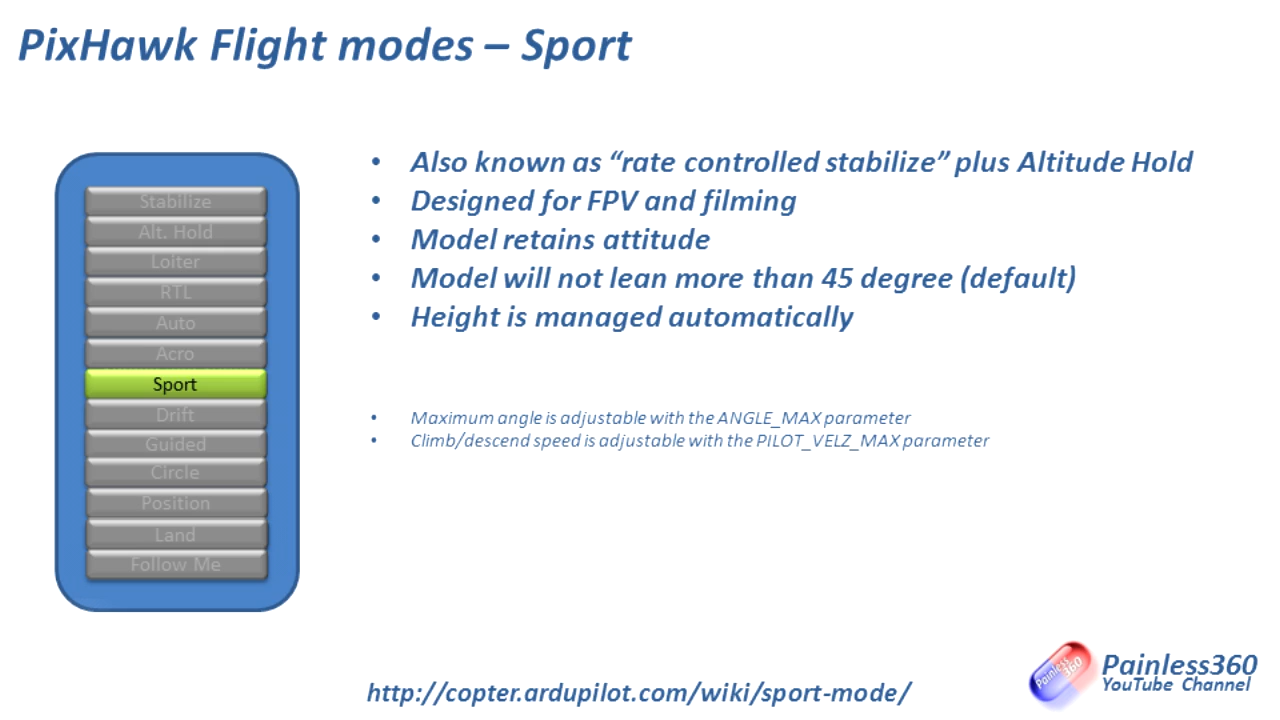 PixHawk Flight modes – Sport
Stabilize
Alt. Hold
Loiter
RTL
Auto
Acro
Sport
Drift
Guided
Circle
Position
Land
Follow Me
• Also known as “rate controlled stabilize” plus Altitude Hold
• Designed for FPV and filming
• Model retains attitude
• Model will not lean more than 45 degree (default)
• Height is managed automatically
• Maximum angle is adjustable with the ANGLE_MAX parameter
• Climb/descend speed is adjustable with the PILOT_VELZ_MAX parameter
http://copter.ardupilot.com/wiki/sport-mode/
Painless
360
Painless360
YouTube Channel